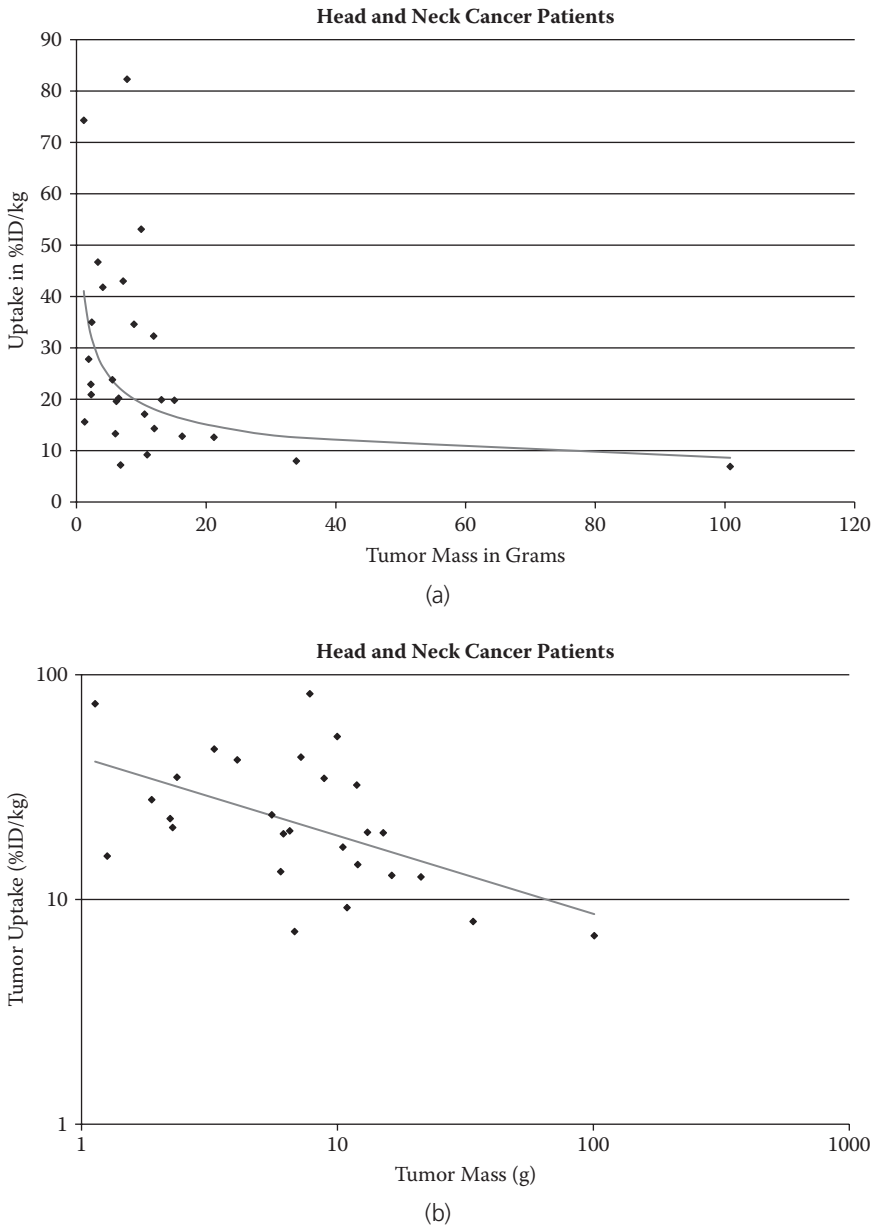 Head and Neck Cancer Patients
90
80
70
60
50
40
30
20
10
0
Uptake in %ID/kg
0 20 40 60 80 100 120
Tumor Mass in Grams
(a)
Head and Neck Cancer Patients
100
10
1
Tumor Uptake (%ID/kg)
1 10 100 1000
Tumor Mass (g)
(b)